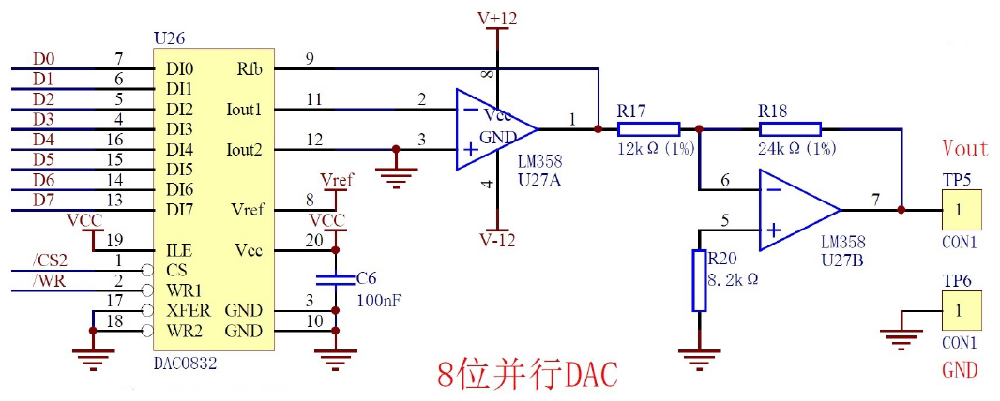 V+12
U26
D0 7 DI0 Rfb 9
D1 6 DI1
D2 5 DI2 Iout1 11
D3 4 DI3
D4 16 DI4 Iout2 12
D5 15 DI5
D6 14 DI6
D7 13 DI7 Vref 8 Vref
VCC 19 ILE Vcc 20 VCC
/CS2 1 CS
/WR 2 WR1
17 XFER GND 3
18 WR2 GND 10
DAC0832
C6
100nF
8
2 Vcc 1
3 GND
4
LM358
U27A
V-12
R17
12kΩ(1%)
R18
24kΩ(1%)
6 7
5
LM358
U27B
R20
8.2kΩ
Vout
TP5
1
CON1
TP6
1
CON1
GND
8位并行DAC